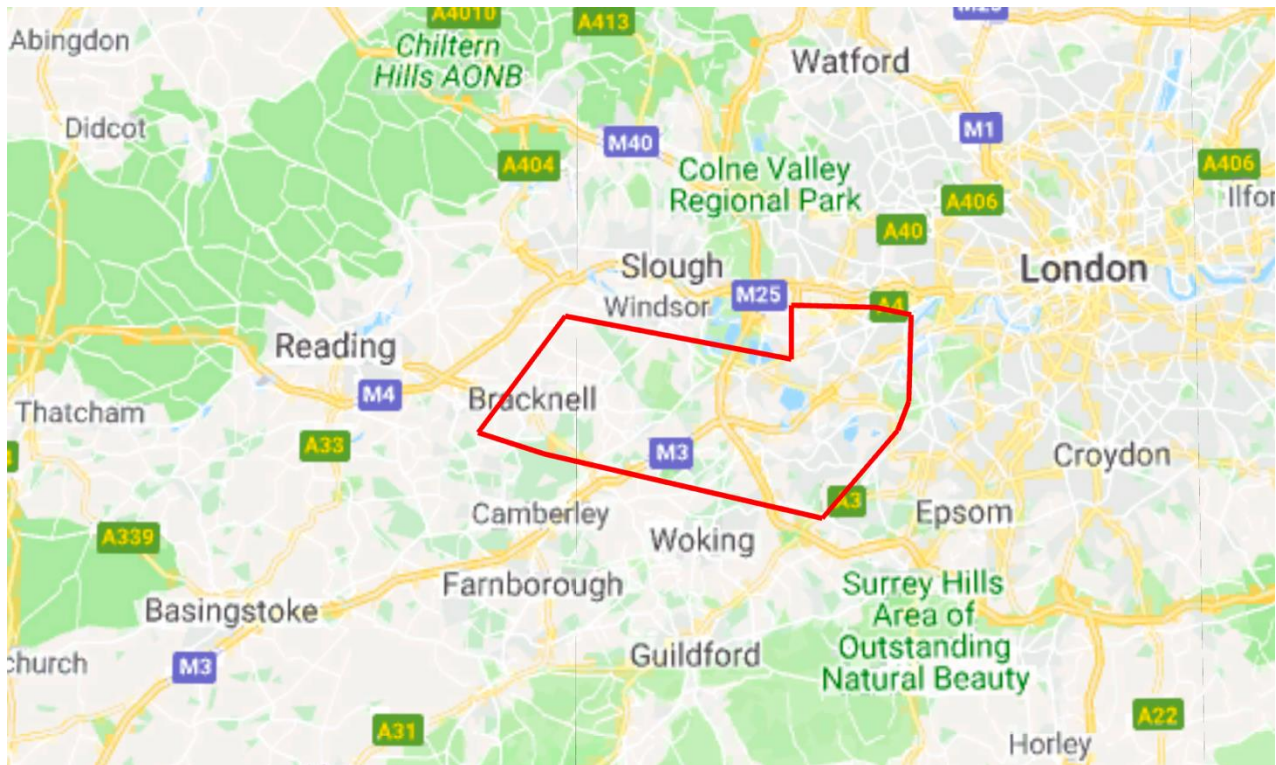 A4010
A413
M25
Abingdon
Chiltern
Hills AONB
Watford
Didcot
M40
M1
A404
Colne Valley
Regional Park
A406
A406
A40
Slough
London
Windsor
M25
A4
Reading
M4
Bracknell
Thatcham
A33
M3
Croydon
Camberley
A3
Epsom
A339
Woking
Farnborough
Surrey Hills
Area of
Outstanding
Natural Beauty
Basingstoke
church
M3
Guildford
A31
A22
Horley